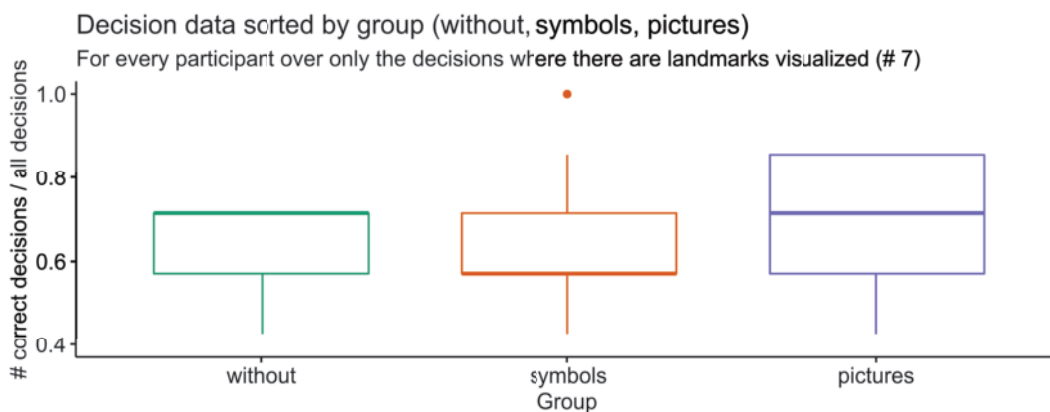 Decision data sorted by group (without, symbols, pictures)
For every participant over only the decisions where there are landmarks visualized (# 7)
# correct decisions / all decisions
1.0
0.8
0.6
0.4
without symbols pictures
Group